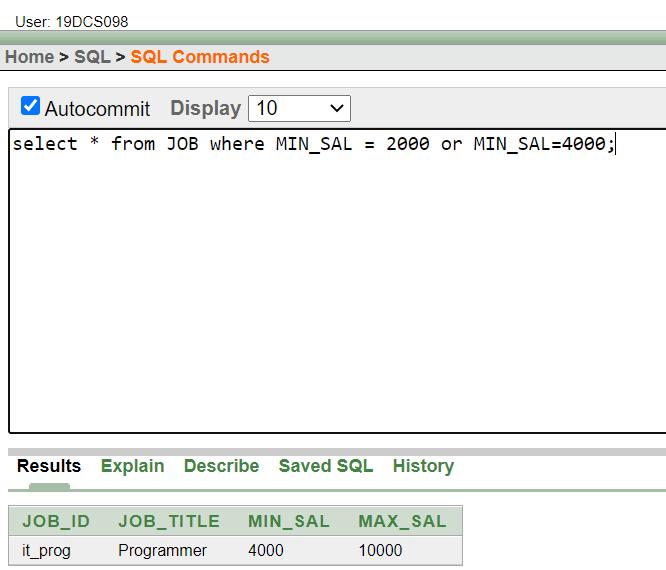 User: 19DCS098
Home > SQL > SQL Commands
Autocommit Display 10
select * from JOB where MIN_SAL = 2000 or MIN_SAL=4000;
Results Explain Describe Saved SQL History
JOB_ID JOB_TITLE MIN_SAL MAX_SAL
it_prog Programmer 4000 10000